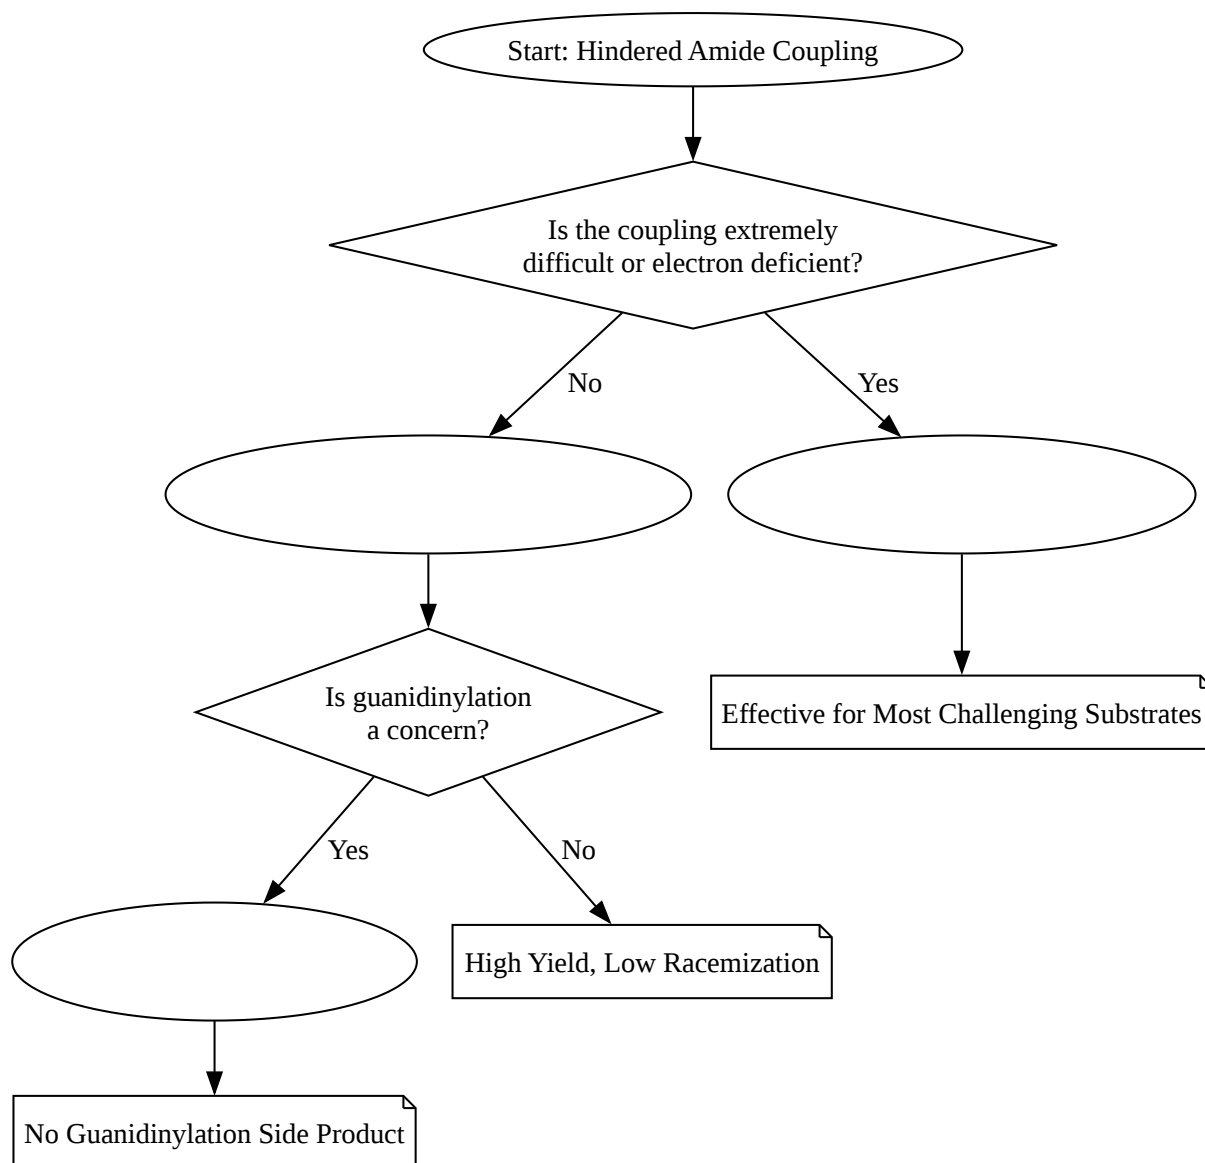 Start: Hindered Amide Coupling
Is the coupling extremely
difficult or electron deficient?
No
Yes
Is guanidinylation
a concern?
Effective for Most Challenging Substrates
Yes
No
High Yield, Low Racemization
No Guanidinylation Side Product